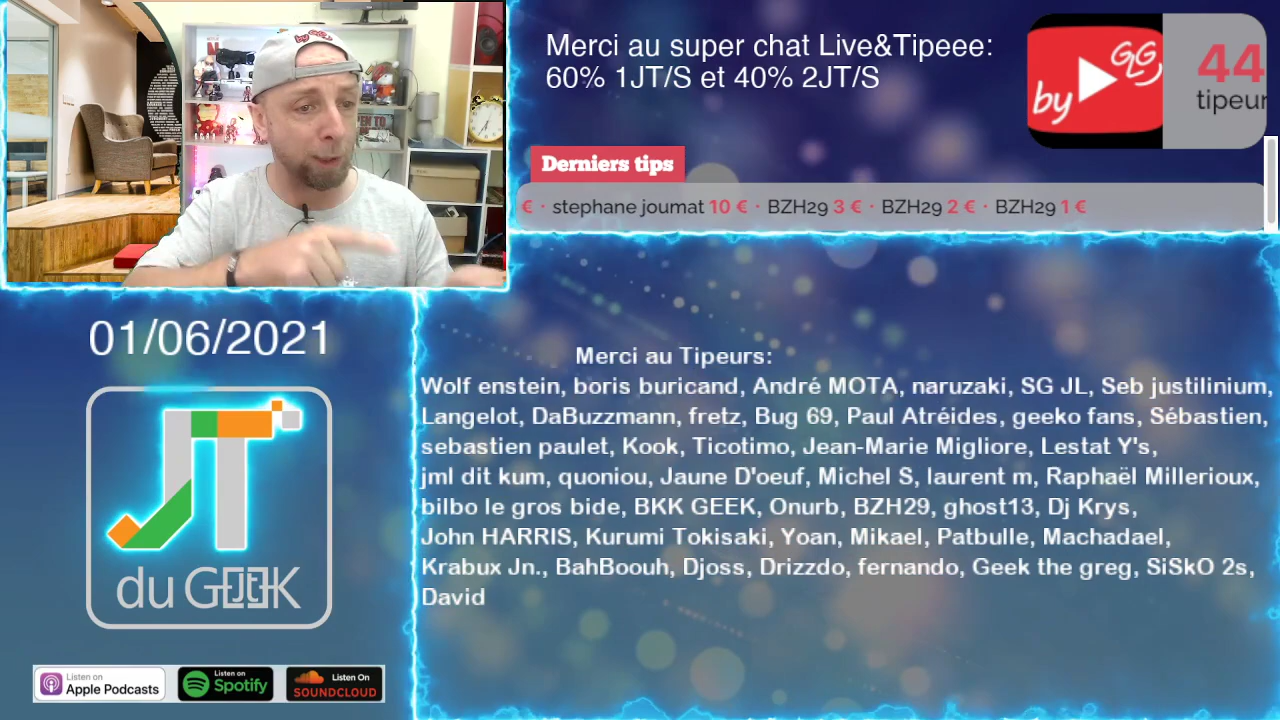 Merci au super chat Live&Tipeee:
60% 1JT/S et 40% 2JT/S
by GLG
44
tipeur
Derniers tips
€ · stephane joumat 10 € · BZH29 3 € · BZH29 2 € · BZH29 1 €
01/06/2021
JT
du GEEK
Listen on
Apple Podcasts
Listen on
Spotify
Listen On
SOUNDCLOUD
Merci au Tipeurs:
Wolf enstein, boris buricand, André MOTA, naruzaki, SG JL, Seb justilinium,
Langelot, DaBuzzmann, fretz, Bug 69, Paul Atréides, geeko fans, Sébastien,
sebastien paulet, Kook, Ticotimo, Jean-Marie Migliore, Lestat Y's,
jml dit kum, quoniou, Jaune D'oeuf, Michel S, laurent m, Raphaël Millerioux,
bilbo le gros bide, BKK GEEK, Onurb, BZH29, ghost13, Dj Krys,
John HARRIS, Kurumi Tokisaki, Yoan, Mikael, Patbulle, Machadael,
Krabux Jn., BahBoouh, Djoss, Drizzdo, fernando, Geek the greg, SiSkO 2s,
David